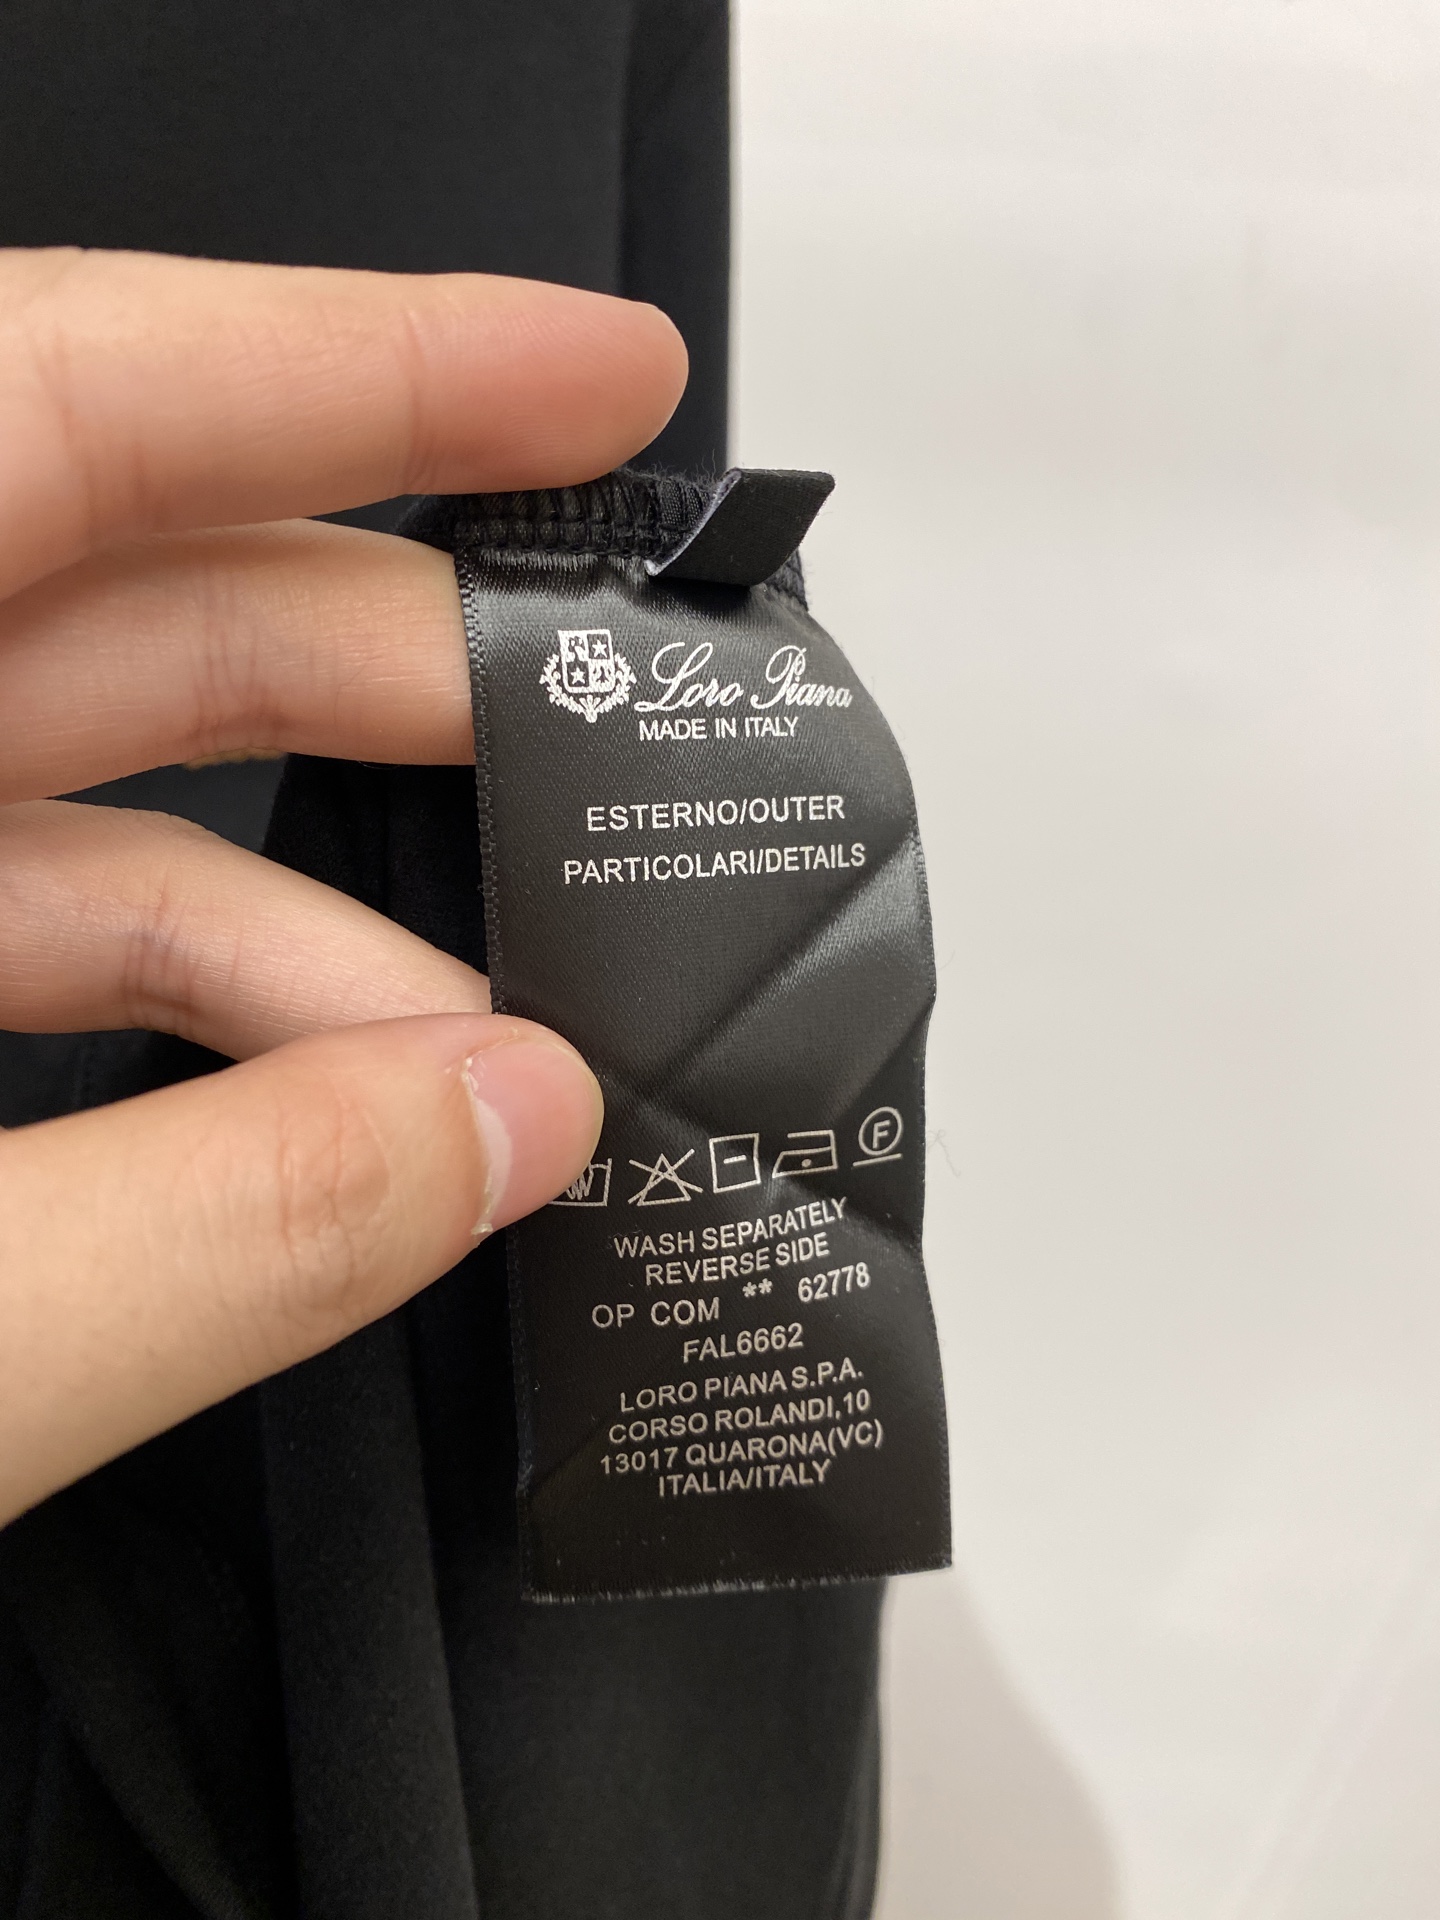 Loro Piana
MADE IN ITALY
ESTERNO/OUTER
PARTICOLARI/DETAILS
F
WASH SEPARATELY
REVERSE SIDE
OP COM ** 62778
FAL6662
LORO PIANA S.P.A.
CORSO ROLANDI,10
13017 QUARONA(VC)
ITALIA/ITALY